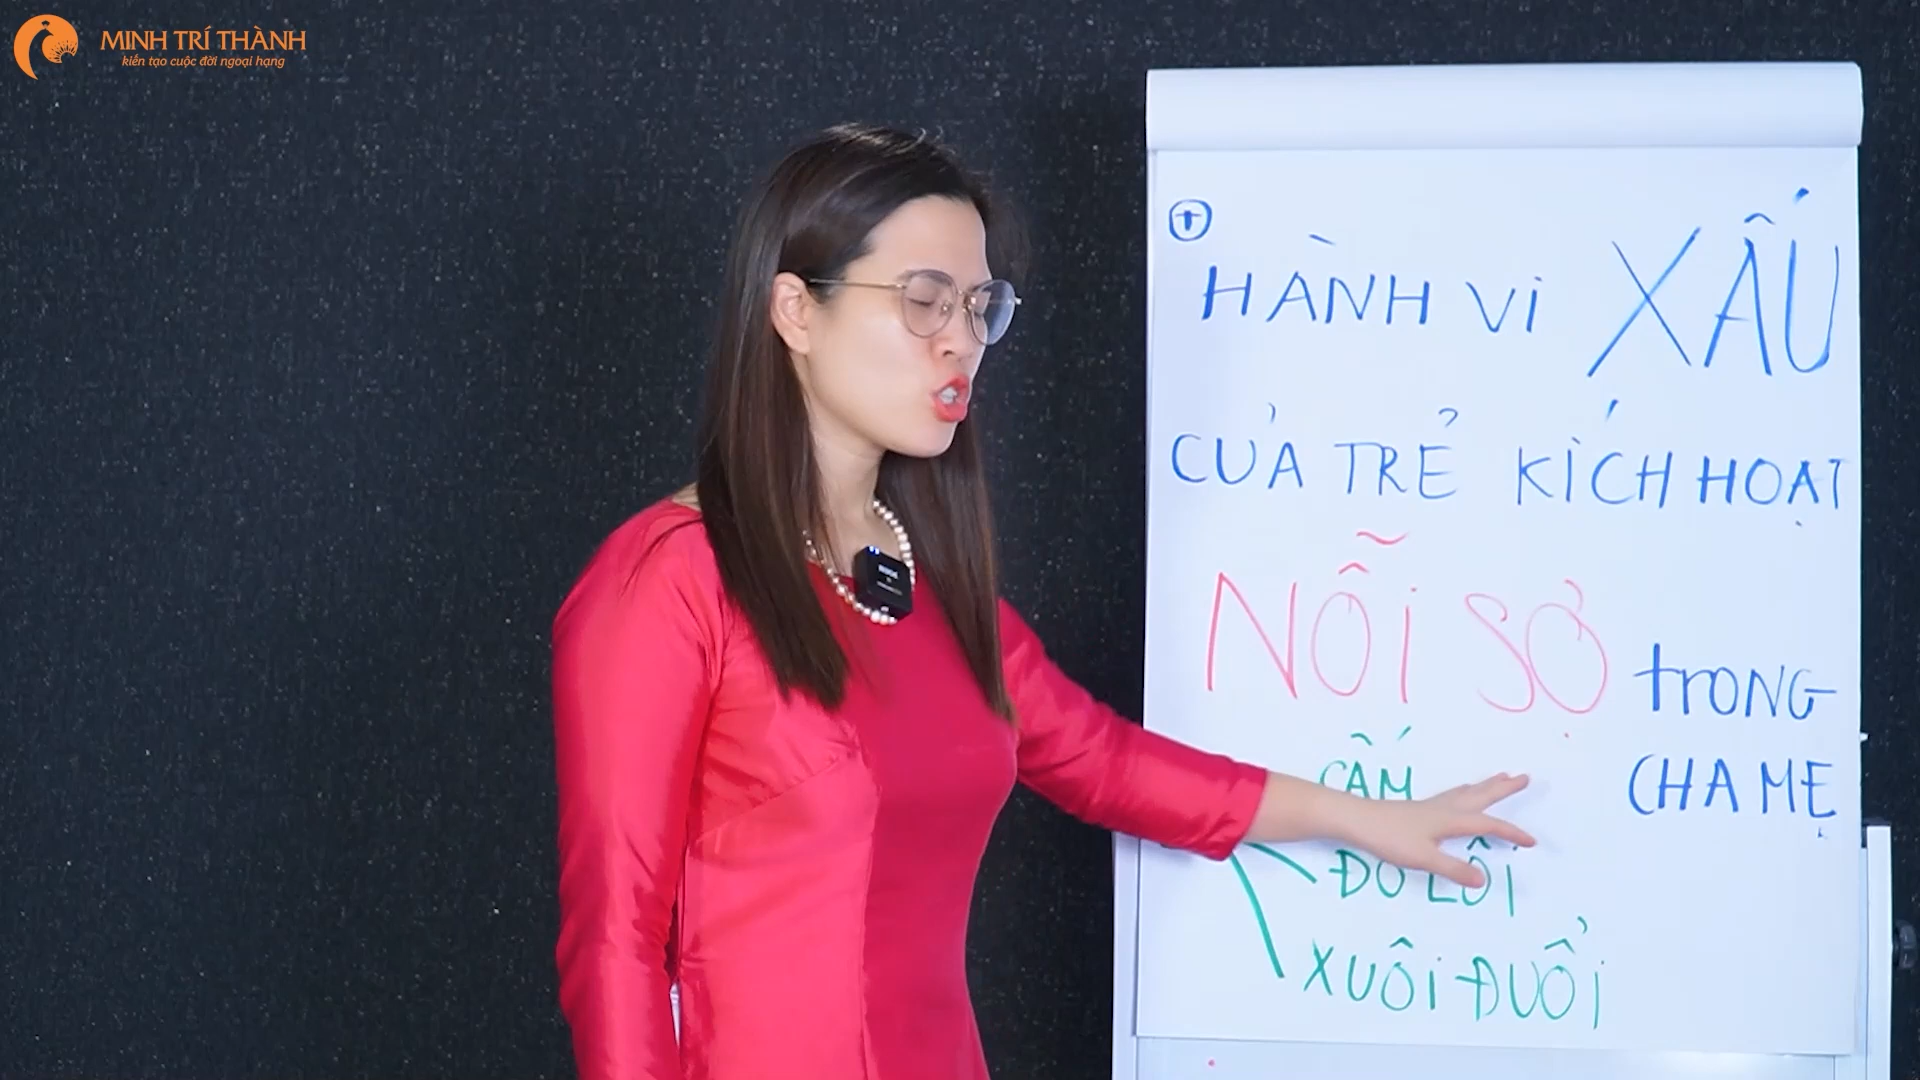 MINH TRÍ THÀNH
kiến tạo cuộc đời ngoại hạng
+
HÀNH Vi XẤU
CỦA TRẺ KÍCH HOẠT
NỖI SỢ trONG
CHA MẸ
CẤM
ĐỔ LỖI
XUÔI ĐUỔI